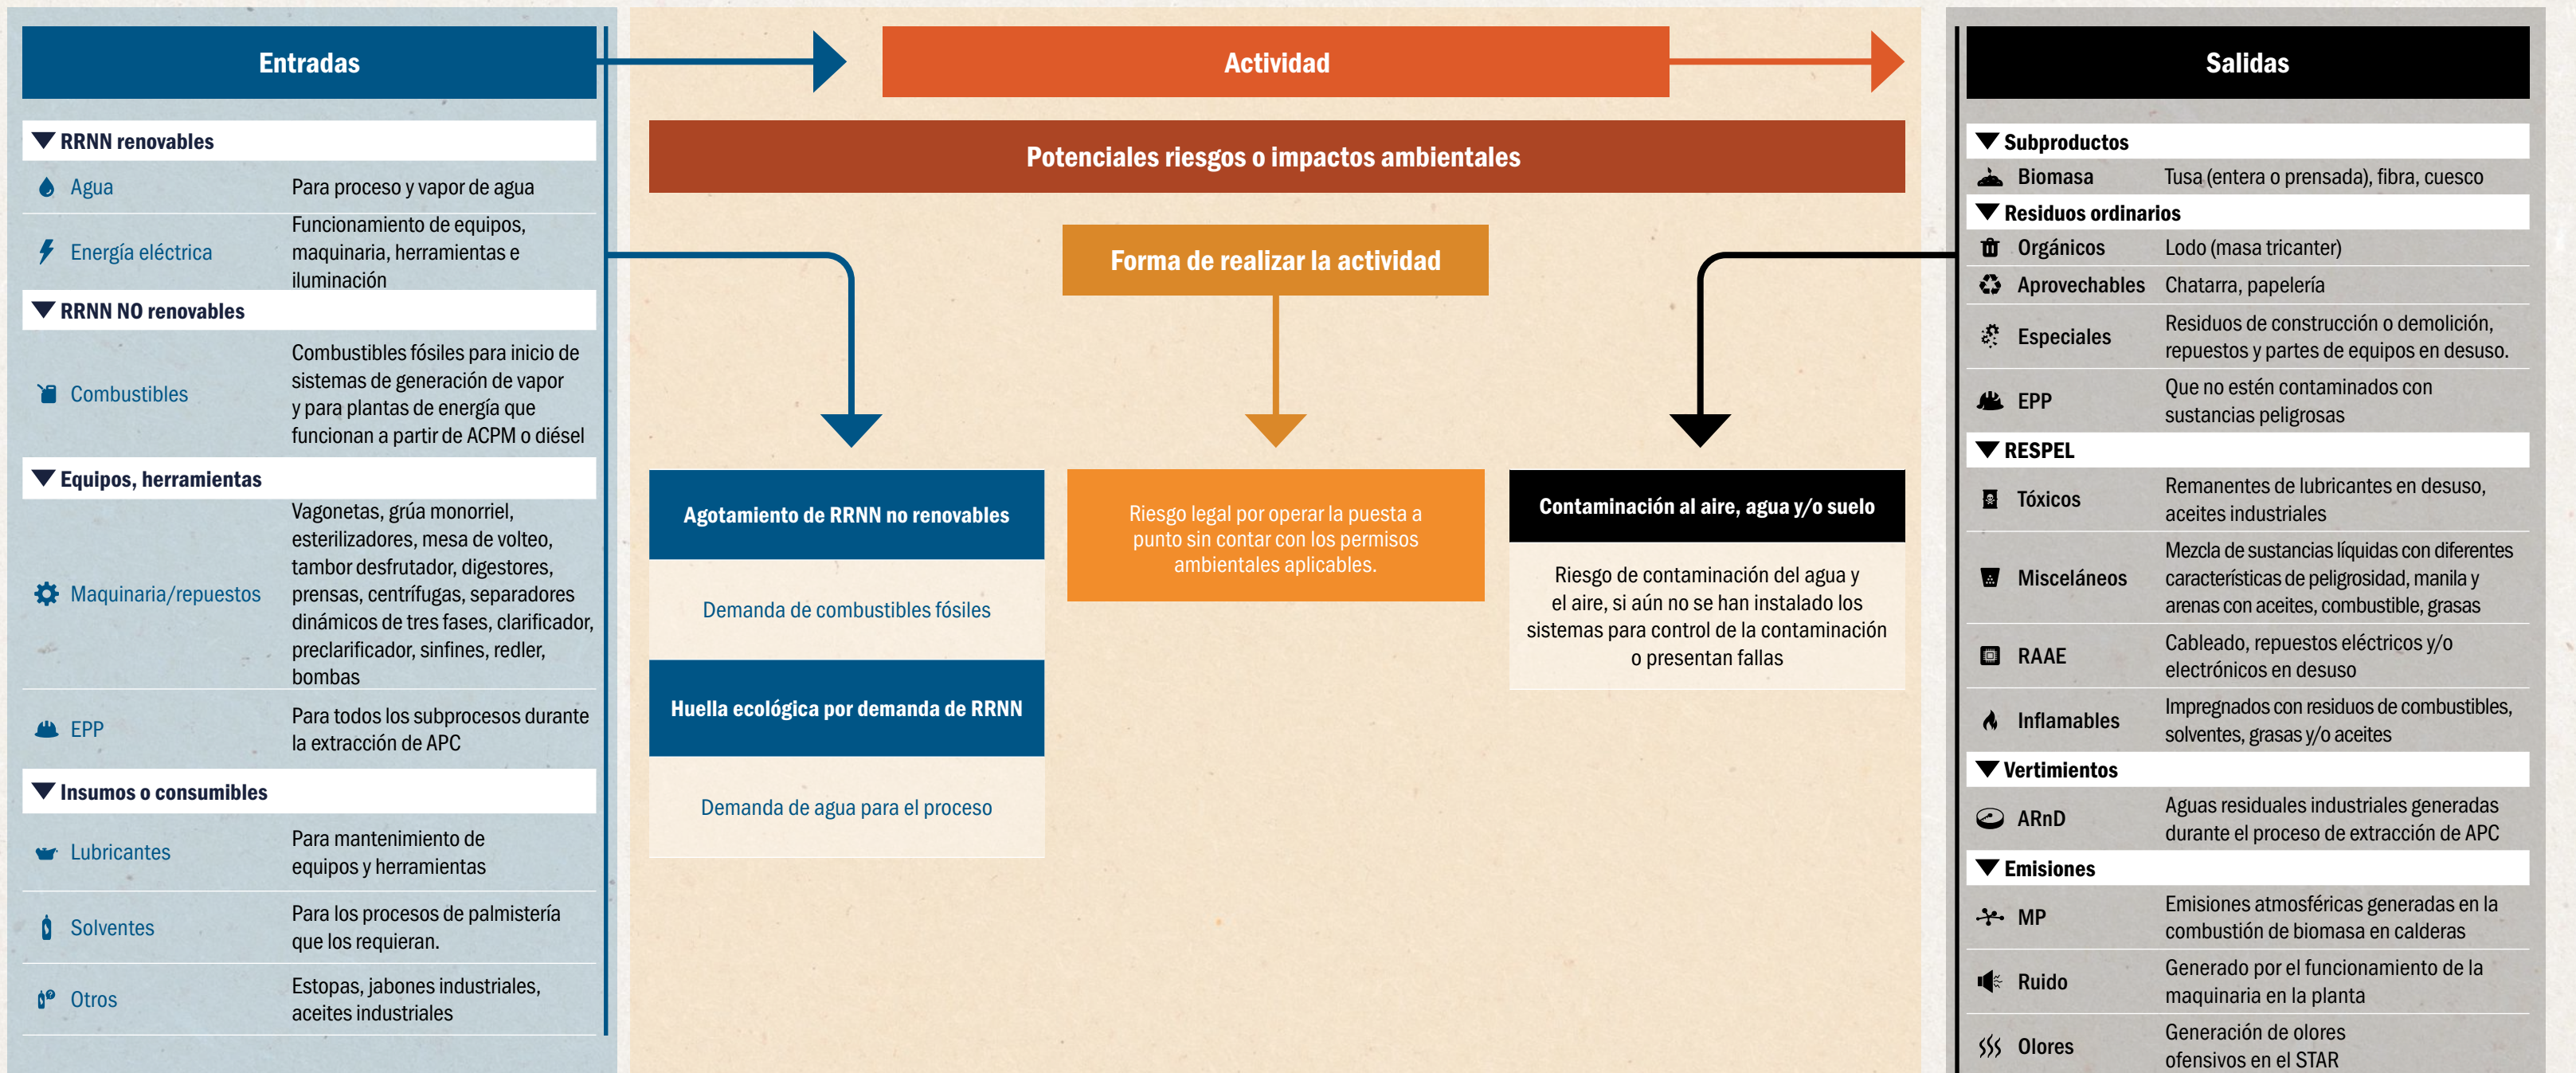 Entradas
RRNN renovables
Agua
Para proceso y vapor de agua
Energía eléctrica
Funcionamiento de equipos,
maquinaria, herramientas e
iluminación
RRNN NO renovables
Combustibles
Combustibles fósiles para inicio de
sistemas de generación de vapor
y para plantas de energía que
funcionan a partir de ACPM o diésel
Equipos, herramientas
Maquinaria/repuestos
Vagonetas, grúa monorriel,
esterilizadores, mesa de volteo,
tambor desfrutador, digestores,
prensas, centrífugas, separadores
dinámicos de tres fases, clarificador,
preclarificador, sinfines, redler,
bombas
EPP
Para todos los subprocesos durante
la extracción de APC
Insumos o consumibles
Lubricantes
Para mantenimiento de
equipos y herramientas
Solventes
Para los procesos de palmistería
que los requieran.
Otros
Estopas, jabones industriales,
aceites industriales
Actividad
Potenciales riesgos o impactos ambientales
Forma de realizar la actividad
Agotamiento de RRNN no renovables
Demanda de combustibles fósiles
Huella ecológica por demanda de RRNN
Demanda de agua para el proceso
Riesgo legal por operar la puesta a
punto sin contar con los permisos
ambientales aplicables.
Contaminación al aire, agua y/o suelo
Riesgo de contaminación del agua y
el aire, si aún no se han instalado los
sistemas para control de la contaminación
o presentan fallas
Salidas
Subproductos
Biomasa
Tusa (entera o prensada), fibra, cuesco
Residuos ordinarios
Orgánicos
Lodo (masa tricanter)
Aprovechables
Chatarra, papelería
Especiales
Residuos de construcción o demolición,
repuestos y partes de equipos en desuso.
EPP
Que no estén contaminados con
sustancias peligrosas
RESPEL
Tóxicos
Remanentes de lubricantes en desuso,
aceites industriales
Misceláneos
Mezcla de sustancias líquidas con diferentes
características de peligrosidad, manila y
arenas con aceites, combustible, grasas
RAAE
Cableado, repuestos eléctricos y/o
electrónicos en desuso
Inflamables
Impregnados con residuos de combustibles,
solventes, grasas y/o aceites
Vertimientos
ARnD
Aguas residuales industriales generadas
durante el proceso de extracción de APC
Emisiones
MP
Emisiones atmosféricas generadas en la
combustión de biomasa en calderas
Ruido
Generado por el funcionamiento de la
maquinaria en la planta
Olores
Generación de olores
ofensivos en el STAR